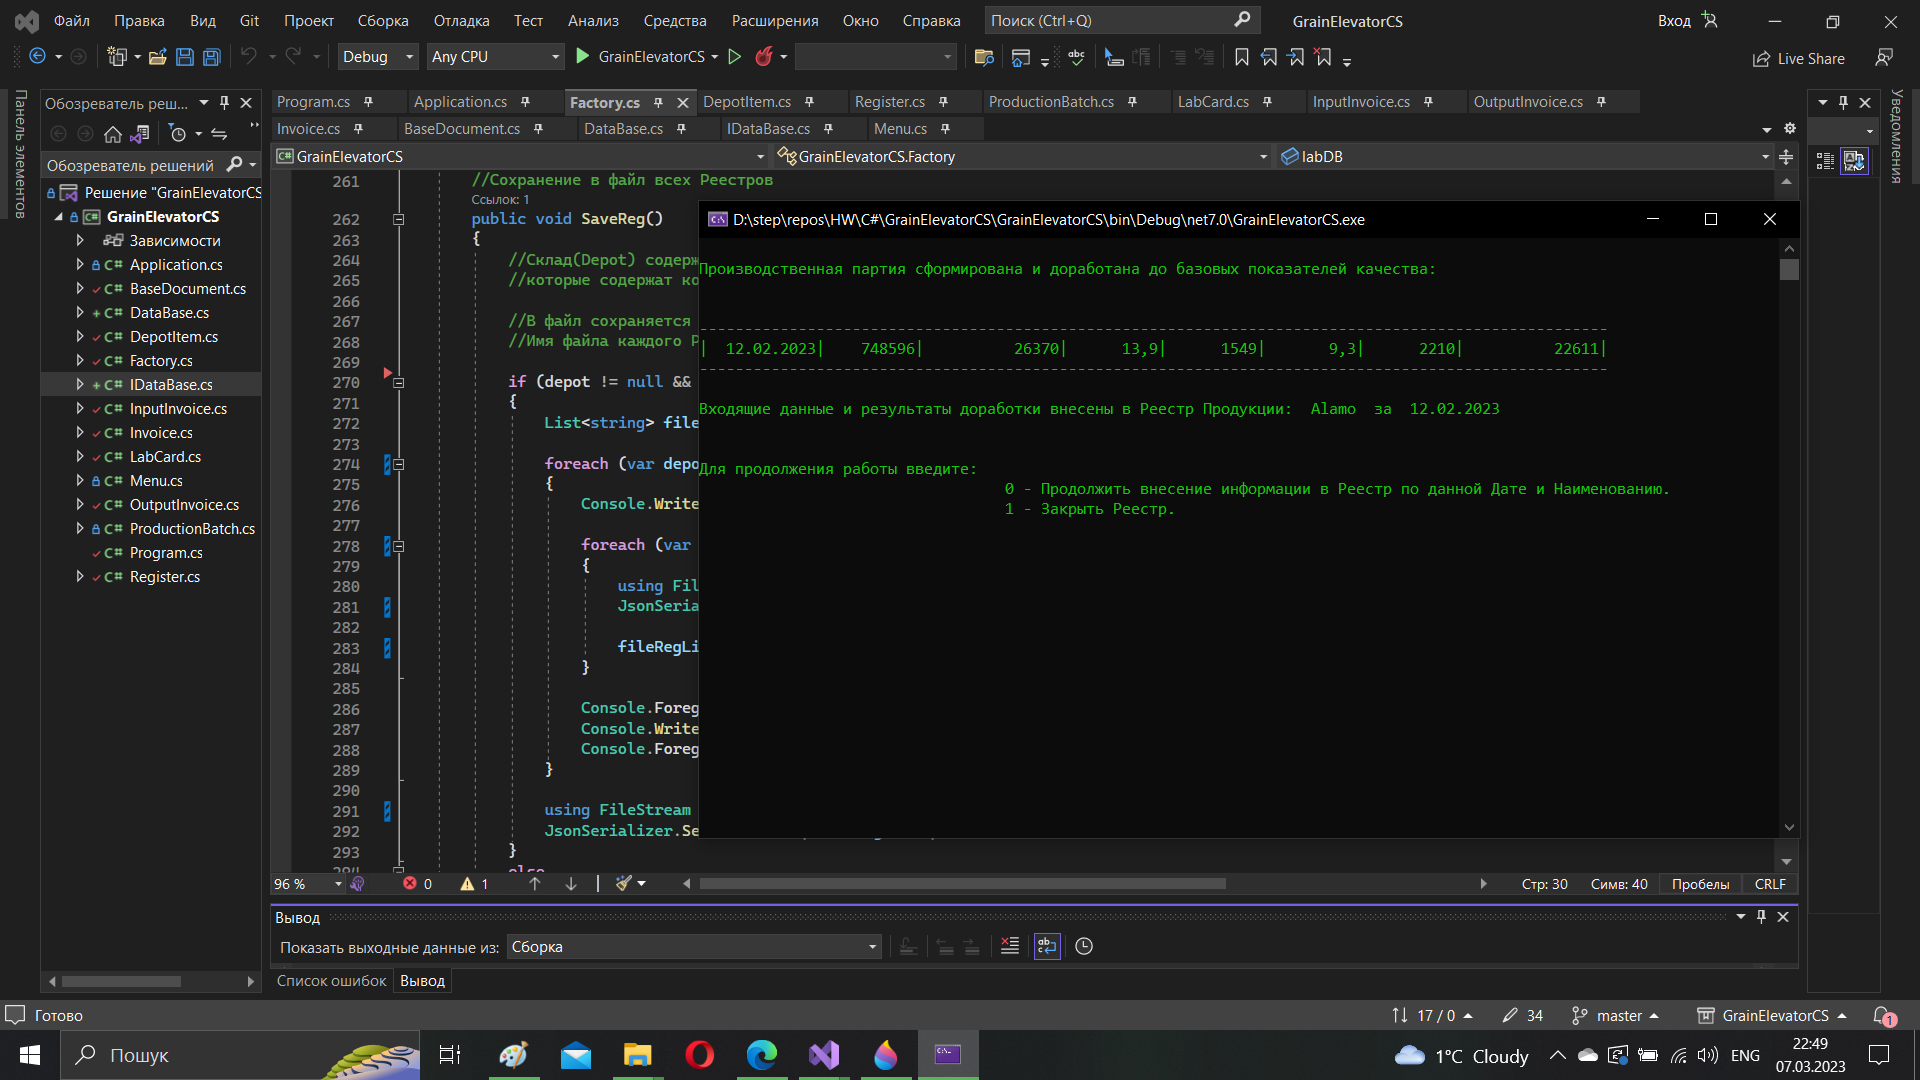 Файл Правка Вид Git Проект Сборка Отладка Тест Анализ Средства Расширения Окно Справка Поиск (Ctrl+Q) GrainElevatorCS Вход
Debug Any CPU GrainElevatorCS Live Share
Панель элементов
Обозреватель реш...
Обозреватель решений
Решение "GrainElevatorCS
GrainElevatorCS
Зависимости
Application.cs
BaseDocument.cs
DataBase.cs
DepotItem.cs
Factory.cs
IDataBase.cs
InputInvoice.cs
Invoice.cs
LabCard.cs
Menu.cs
OutputInvoice.cs
ProductionBatch.cs
Program.cs
Register.cs
Program.cs Application.cs Factory.cs DepotItem.cs Register.cs ProductionBatch.cs LabCard.cs InputInvoice.cs OutputInvoice.cs
Invoice.cs BaseDocument.cs DataBase.cs IDataBase.cs Menu.cs
GrainElevatorCS GrainElevatorCS.Factory labDB
261 //Сохранение в файл всех Реестров
Ссылок: 1
262 public void SaveReg()
263 {
264 //Склад(Depot) содерж
265 //которые содержат ко
266
267 //В файл сохраняется
268 //Имя файла каждого Р
269
270 if (depot != null &&
271 {
272 List<string> file
273
274 foreach (var depo
275 {
276 Console.Write
277
278 foreach (var
279 {
280 using Fil
281 JsonSeria
282
283 fileRegLi
284 }
285
286 Console.Foreg
287 Console.Write
288 Console.Foreg
289 }
290
291 using FileStream
292 JsonSerializer.Se
293 }
294 else
D:\step\repos\HW\C#\GrainElevatorCS\GrainElevatorCS\bin\Debug\net7.0\GrainElevatorCS.exe
Производственная партия сформирована и доработана до базовых показателей качества:
| 12.02.2023| 748596| 26370| 13,9| 1549| 9,3| 2210| 22611|
Входящие данные и результаты доработки внесены в Реестр Продукции: Alamo за 12.02.2023
Для продолжения работы введите:
0 - Продолжить внесение информации в Реестр по данной Дате и Наименованию.
1 - Закрыть Реестр.
Уведомления
96 % 0 1 Стр: 30 Симв: 40 Пробелы CRLF
Вывод
Показать выходные данные из: Сборка
Список ошибок Вывод
Готово 17 / 0 34 master GrainElevatorCS 1
Пошук 1°C Cloudy ENG 22:49
07.03.2023